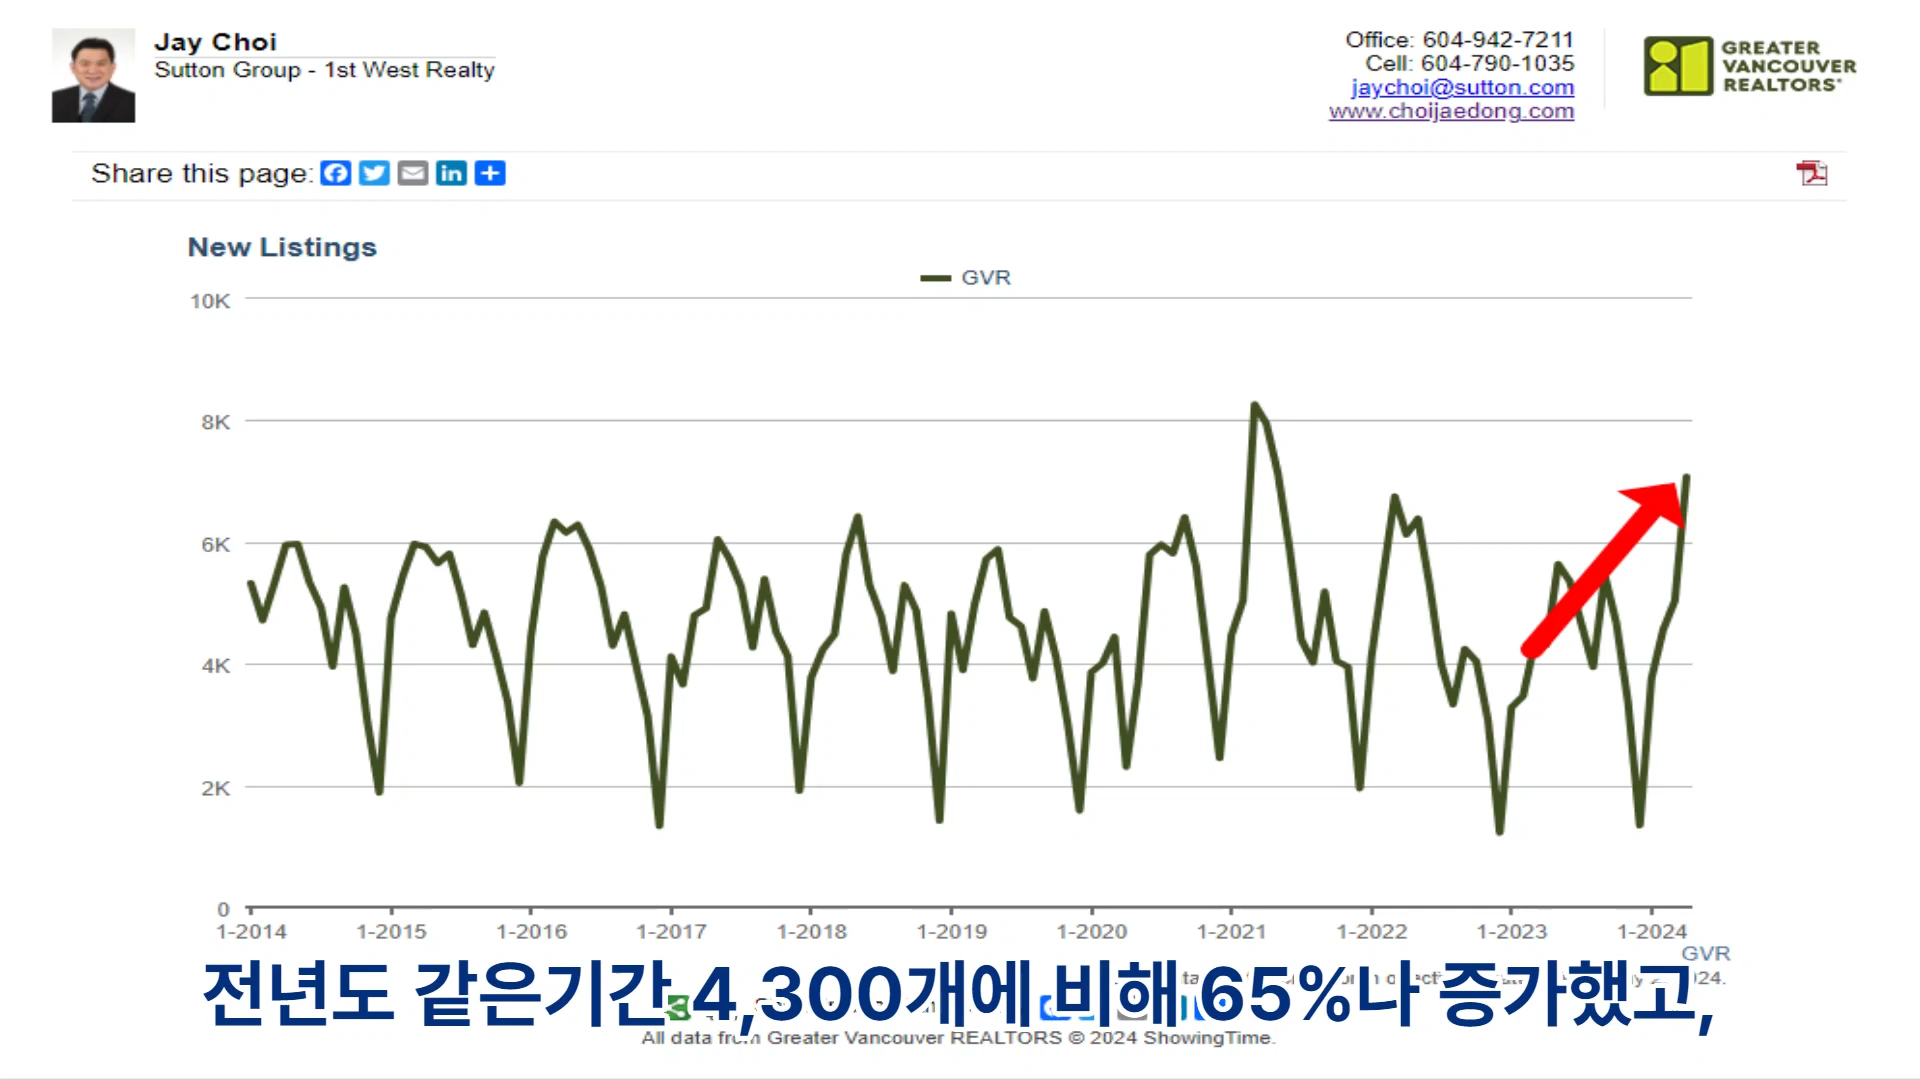 Jay Choi
Sutton Group - 1st West Realty
Office: 604-942-7211
Cell: 604-790-1035
jaychoi@sutton.com
www.choijaedong.com
GREATER
VANCOUVER
REALTORS®
Share this page:
New Listings
GVR
10K
8K
6K
4K
2K
0
1-2014 1-2015 1-2016 1-2017 1-2018 1-2019 1-2020 1-2021 1-2022 1-2023 1-2024
GVR
전년도 같은기간 4,300개에 비해 65%나 증가했고,
All data from Greater Vancouver REALTORS © 2024 ShowingTime.